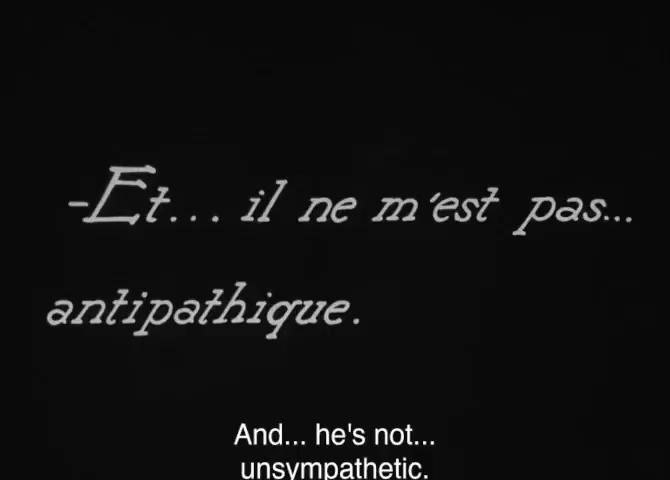 -Et... il ne m'est pas...
antipathique.
And... he's not...
unsympathetic.